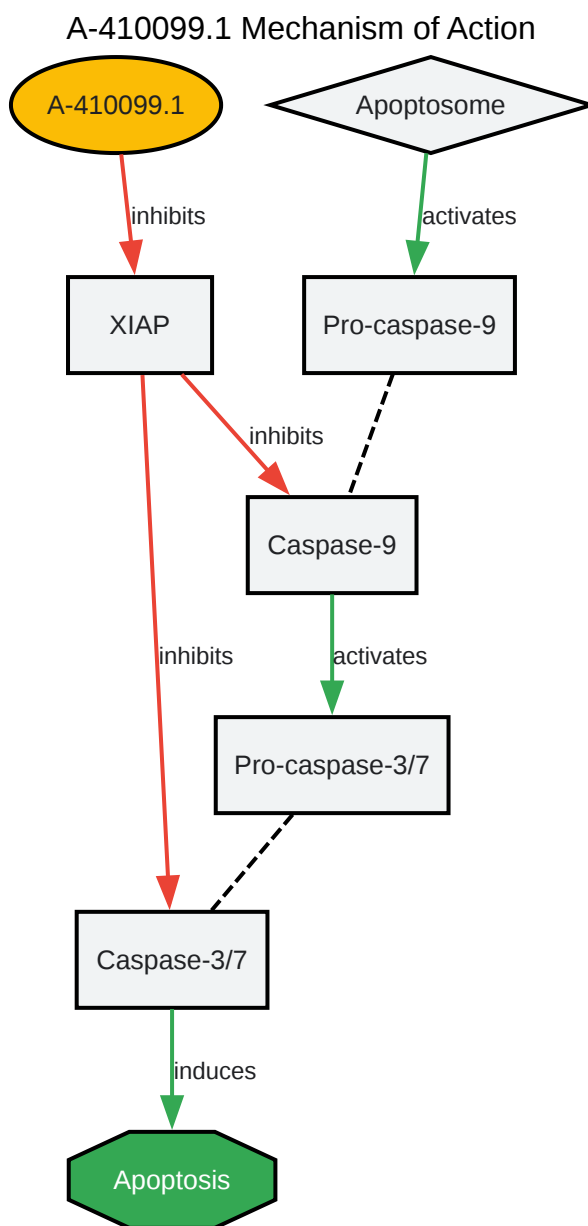 A-410099.1 Mechanism of Action
A-410099.1
Apoptosome
inhibits
activates
XIAP
Pro-caspase-9
inhibits
Caspase-9
inhibits
activates
Pro-caspase-3/7
Caspase-3/7
induces
Apoptosis